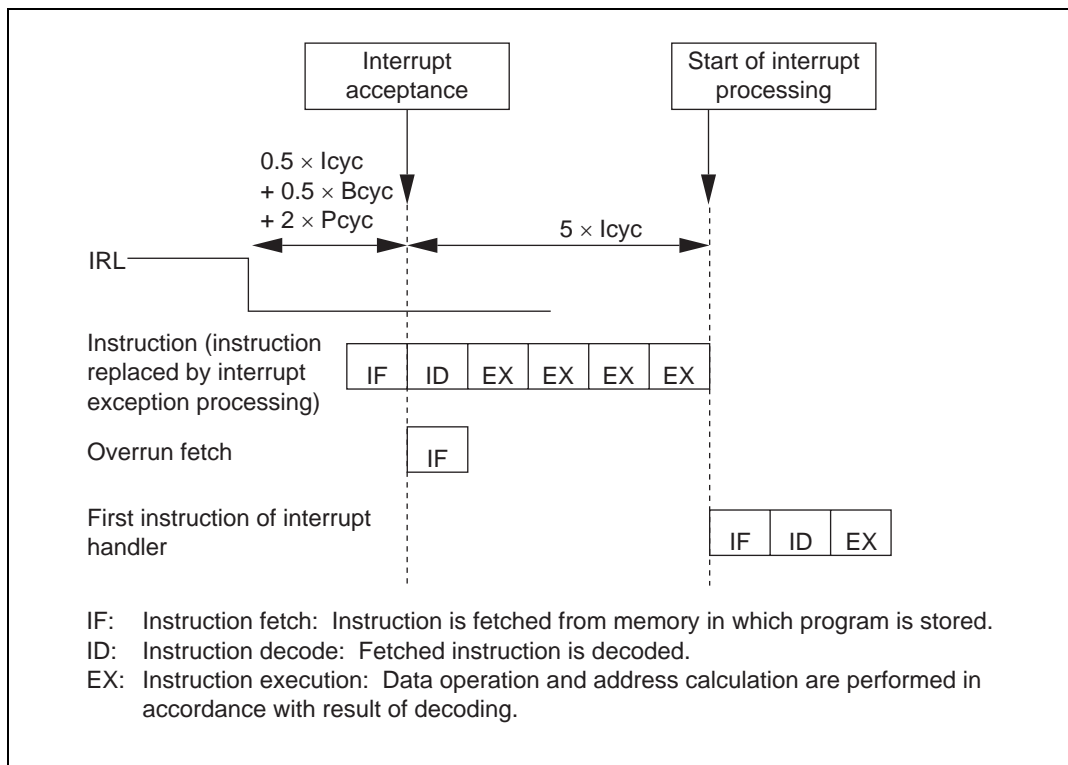 Interrupt
acceptance
Start of interrupt
processing
0.5 × Icyc
+ 0.5 × Bcyc
+ 2 × Pcyc
5 × Icyc
IRL
Instruction (instruction
replaced by interrupt
exception processing)
IF ID EX EX EX EX
Overrun fetch
IF
First instruction of interrupt
handler
IF ID EX
IF: Instruction fetch: Instruction is fetched from memory in which program is stored.
ID: Instruction decode: Fetched instruction is decoded.
EX: Instruction execution: Data operation and address calculation are performed in
accordance with result of decoding.